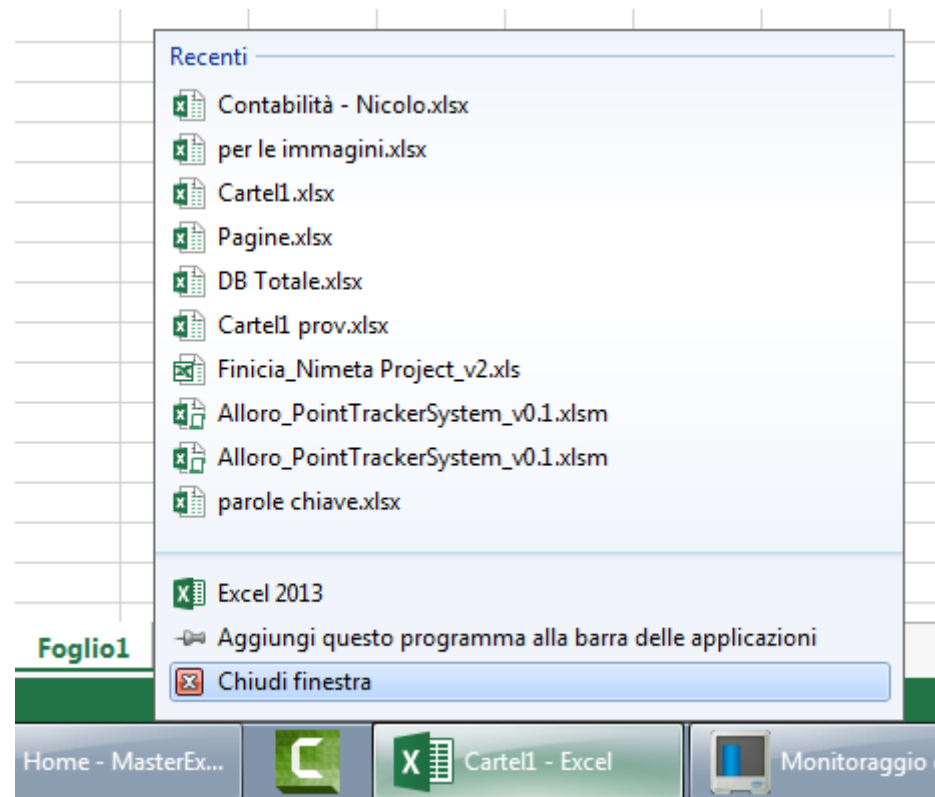 Recenti
Contabilità - Nicolo.xlsx
per le immagini.xlsx
Cartel1.xlsx
Pagine.xlsx
DB Totale.xlsx
Cartel1 prov.xlsx
Finicia_Nimeta Project_v2.xls
Alloro_PointTrackerSystem_v0.1.xlsm
Alloro_PointTrackerSystem_v0.1.xlsm
parole chiave.xlsx
Excel 2013
Aggiungi questo programma alla barra delle applicazioni
Foglio1
Chiudi finestra
Home - MasterEx... Cartel1 - Excel Monitoraggio